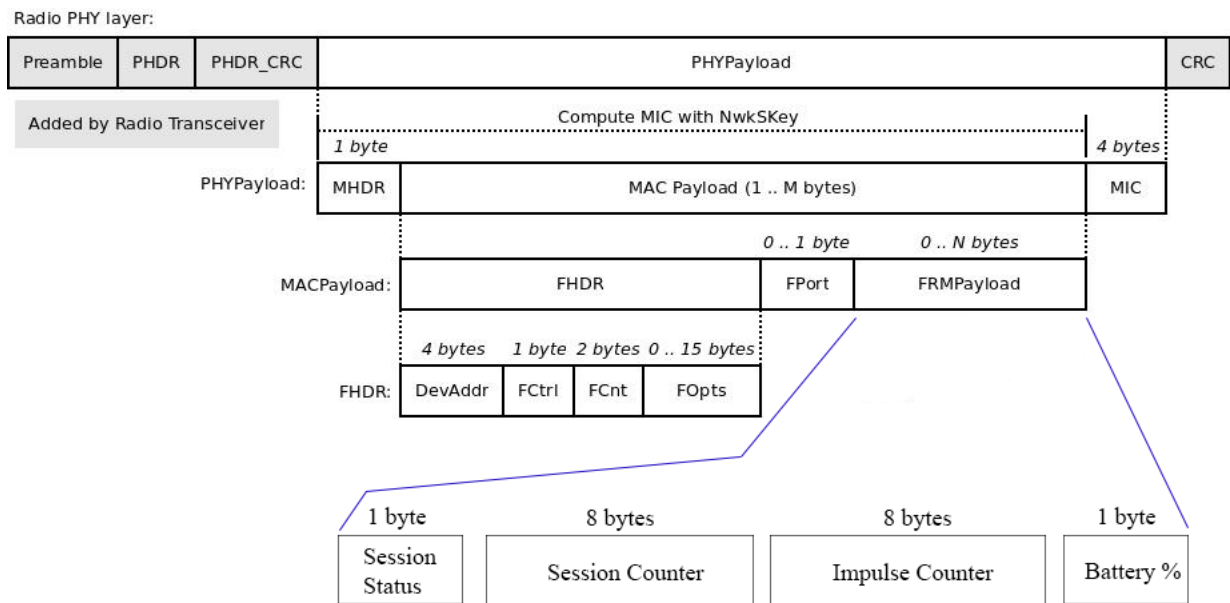 Radio PHY layer:
Preamble PHDR PHDR_CRC PHYPayload CRC
Added by Radio Transceiver
Compute MIC with NwkSKey
1 byte 4 bytes
PHYPayload: MHDR MAC Payload (1 .. M bytes) MIC
0 .. 1 byte 0 .. N bytes
MACPayload: FHDR FPort FRMPayload
4 bytes 1 byte 2 bytes 0 .. 15 bytes
FHDR: DevAddr FCtrl FCnt FOpts
1 byte 8 bytes 8 bytes 1 byte
Session Status Session Counter Impulse Counter Battery %